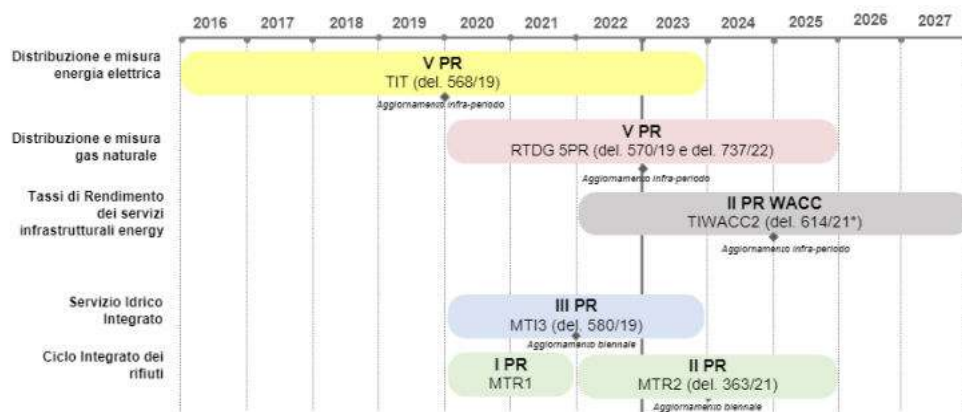 2016 2017 2018 2019 2020 2021 2022 2023 2024 2025 2026 2027
Distribuzione e misura
energia elettrica
V PR
TIT (del. 568/19)
Aggiornamento infra-periodo
Distribuzione e misura
gas naturale
V PR
RTDG 5PR (del. 570/19 e del. 737/22)
Aggiornamento infra-periodo
Tassi di Rendimento
dei servizi
infrastrutturali energy
II PR WACC
TIWACC2 (del. 614/21*)
Aggiornamento infra-periodo
Servizio Idrico
Integrato
III PR
MTI3 (del. 580/19)
Aggiornamento biennale
Ciclo Integrato dei
rifiuti
I PR
MTR1
II PR
MTR2 (del. 363/21)
Aggiornamento biennale